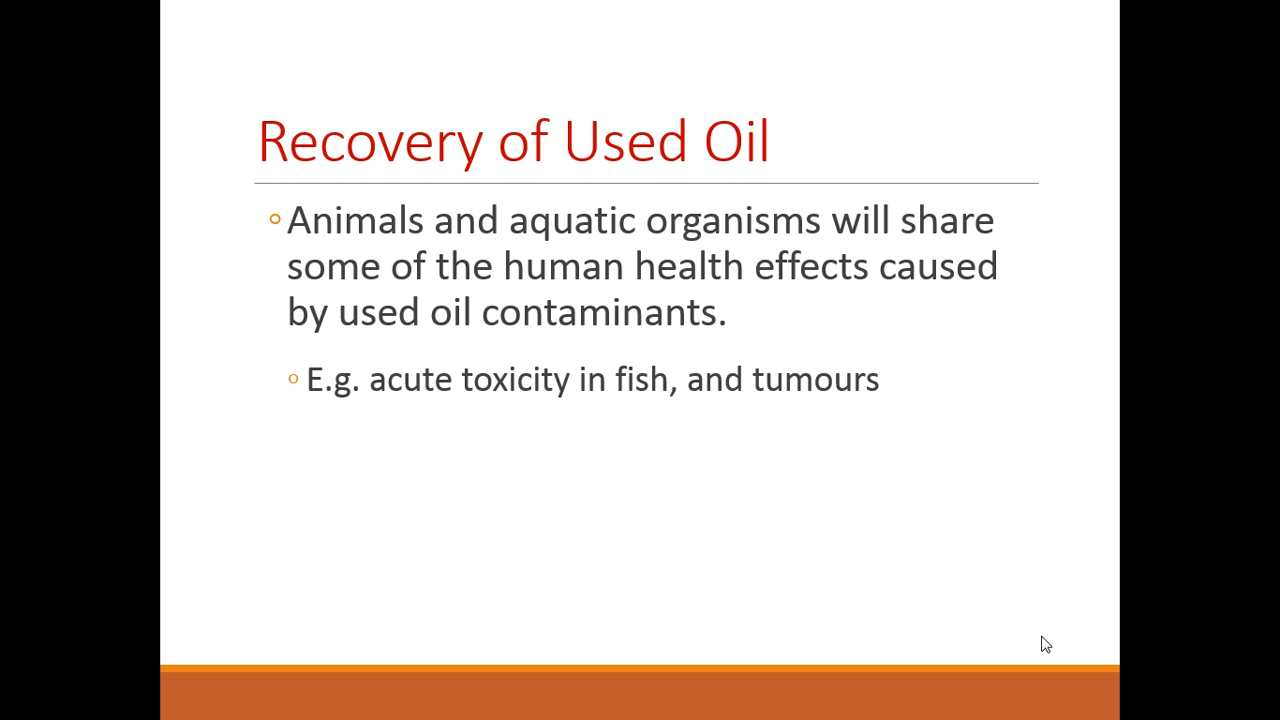 Recovery of Used Oil
◦Animals and aquatic organisms will share
some of the human health effects caused
by used oil contaminants.
◦E.g. acute toxicity in fish, and tumours